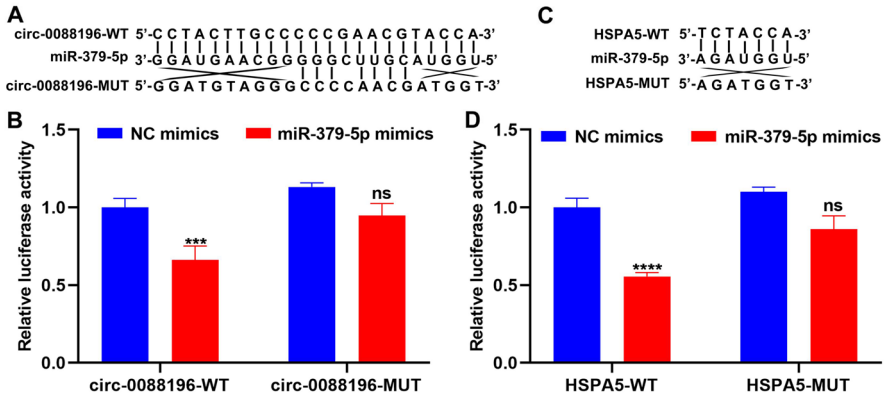 A
circ-0088196-WT 5'-CCTACTTGCCCCCGAACGTACCA-3'
miR-379-5p 3'-GGAUGAACGGGGGCUUGCAUGGU-5'
circ-0088196-MUT 5'-GGATGTAGGGCCCCAACGATGGT-3'
C
HSPA5-WT 5'-TCTACCA-3'
miR-379-5p 3'-AGAUGGU-5'
HSPA5-MUT 5'-AGATGGT-3'
B
NC mimics miR-379-5p mimics
Relative luciferase activity
1.5
1.0
0.5
0.0
***
ns
circ-0088196-WT circ-0088196-MUT
D
NC mimics miR-379-5p mimics
Relative luciferase activity
1.5
1.0
0.5
0.0
****
ns
HSPA5-WT HSPA5-MUT